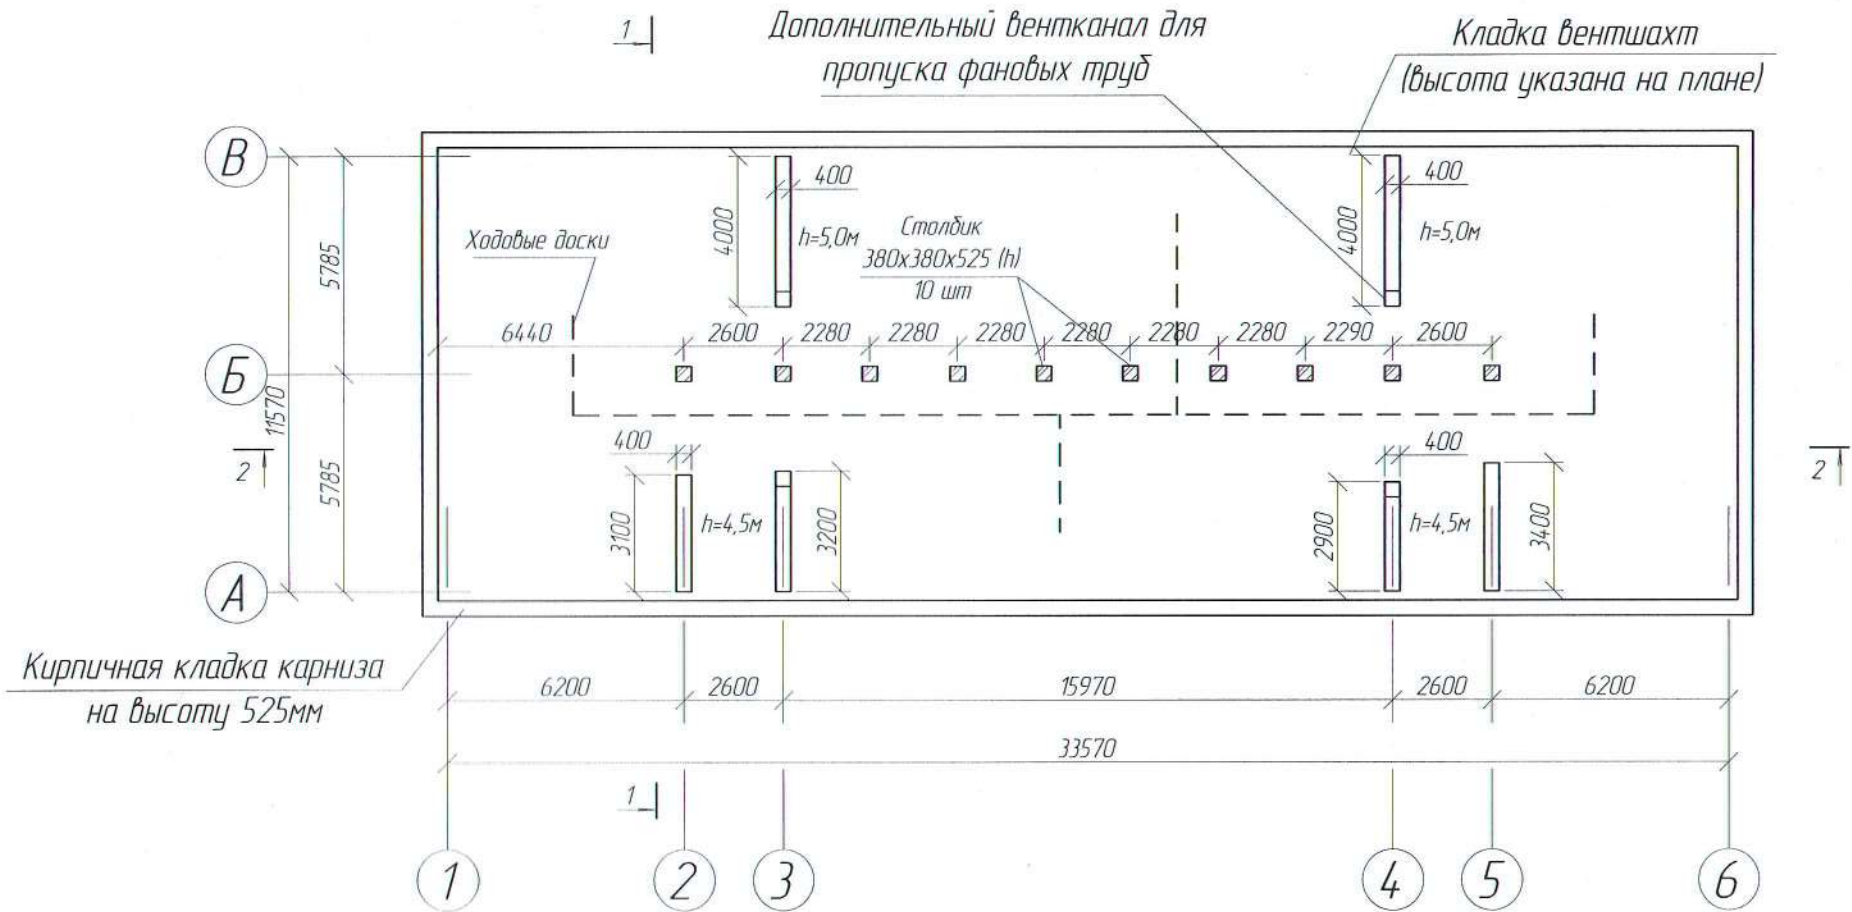 1
Дополнительный вентканал для
пропуска фановых труб
Кладка вентшахт
(высота указана на плане)
В
400
400
4000
4000
h=5,0м
h=5,0м
Ходовые доски
Столбик
380х380х525 (h)
10 шт
5785
6440
2600
2280
2280
2280
2280
2280
2280
2290
2600
Б
11570
5785
2
400
400
2
3100
h=4,5м
3200
2900
h=4,5м
3400
А
Кирпичная кладка карниза
на высоту 525мм
6200
2600
15970
2600
6200
33570
1
1
2
3
4
5
6